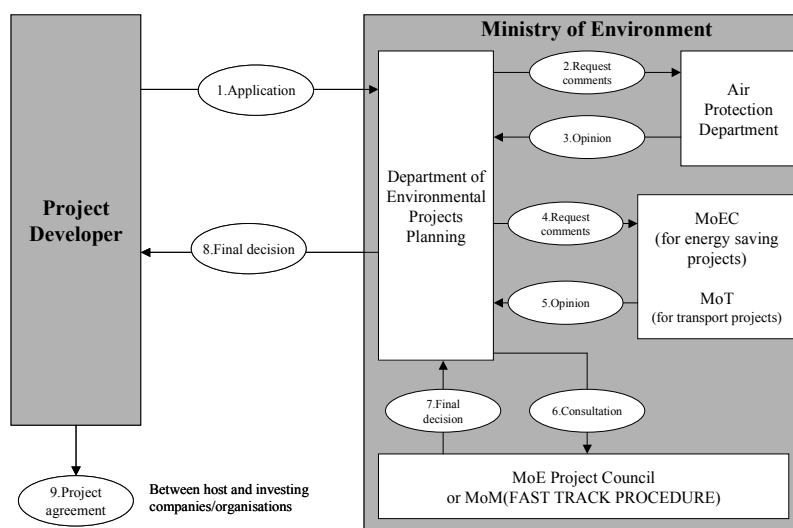 Ministry of Environment
2.Request
comments
1.Application
Air
Protection
Department
3.Opinion
Department of
Environmental
Projects
Planning
Project
Developer
4.Request
comments
MoEC
(for energy saving
projects)
8.Final decision
5.Opinion
MoT
(for transport projects)
7.Final
decision
6.Consultation
MoE Project Council
or MoM(FAST TRACK PROCEDURE)
9.Project
agreement
Between host and investing
companies/organisations